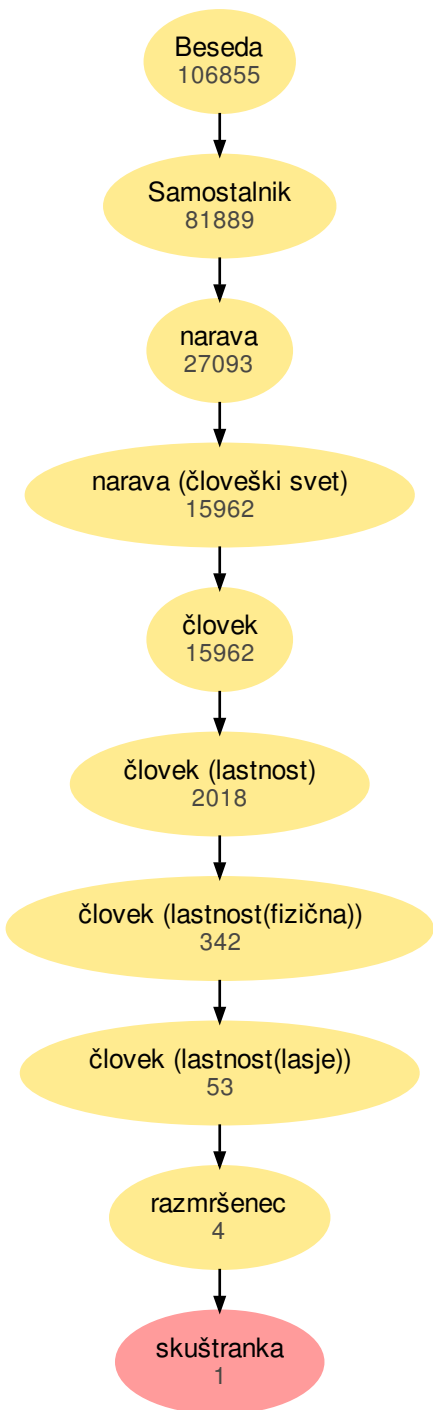 Beseda
106855
Samostalnik
81889
narava
27093
narava (človeški svet)
15962
človek
15962
človek (lastnost)
2018
človek (lastnost(fizična))
342
človek (lastnost(lasje))
53
razmršenec
4
skuštranka
1